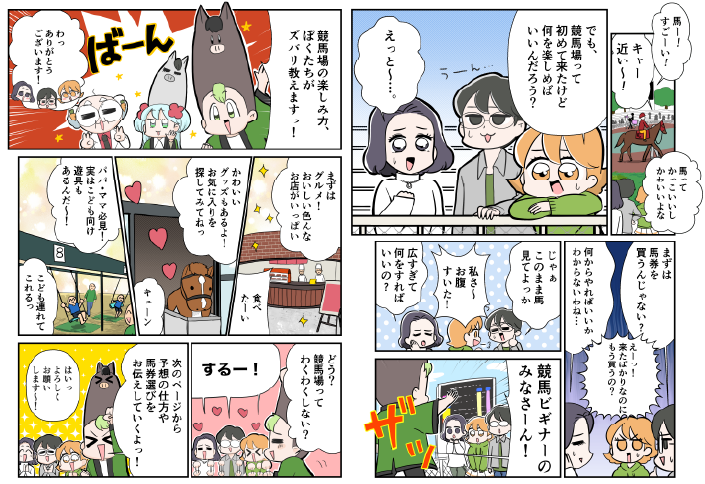 馬ー！
すごーい！
キャー
近い〜！
馬って
かっこいいし
かわいいよな
でも、
競馬場って
初めて来たけど
何を楽しめば
いいんだろう？
うーん…
えっと〜…。
まずは
馬券を
買うんじゃない？
何からやればいいか
わからないわね…
えーっ！
来たばかりなのに
もう買うの？
じゃあ
このまま馬
見てよっか
私さ〜
お腹
すいた！
広すぎて
何をすれば
いいの？
競馬ビギナーの
みなさーん！
ザッ
競馬場の楽しみ方、
ぼくたちが
ズバリ教えますっ！
ばーん
わっ
ありがとう
ございます！
まずは
グルメ！
おいしい色んな
お店がいっぱい
食べ
たーい
かわいい
グッズもあるよ！
お気に入りを
探してみてねっ
キューン
パパ・ママ必見！
実はこども向け
遊具も
あるんだ〜！
8
こども連れて
これるっ
どう？
競馬場って
わくわくしない？
するー！
次のページから
予想の仕方や
馬券選びを
お伝えしていくよっ！
はいっ
よろしく
お願い
します〜！